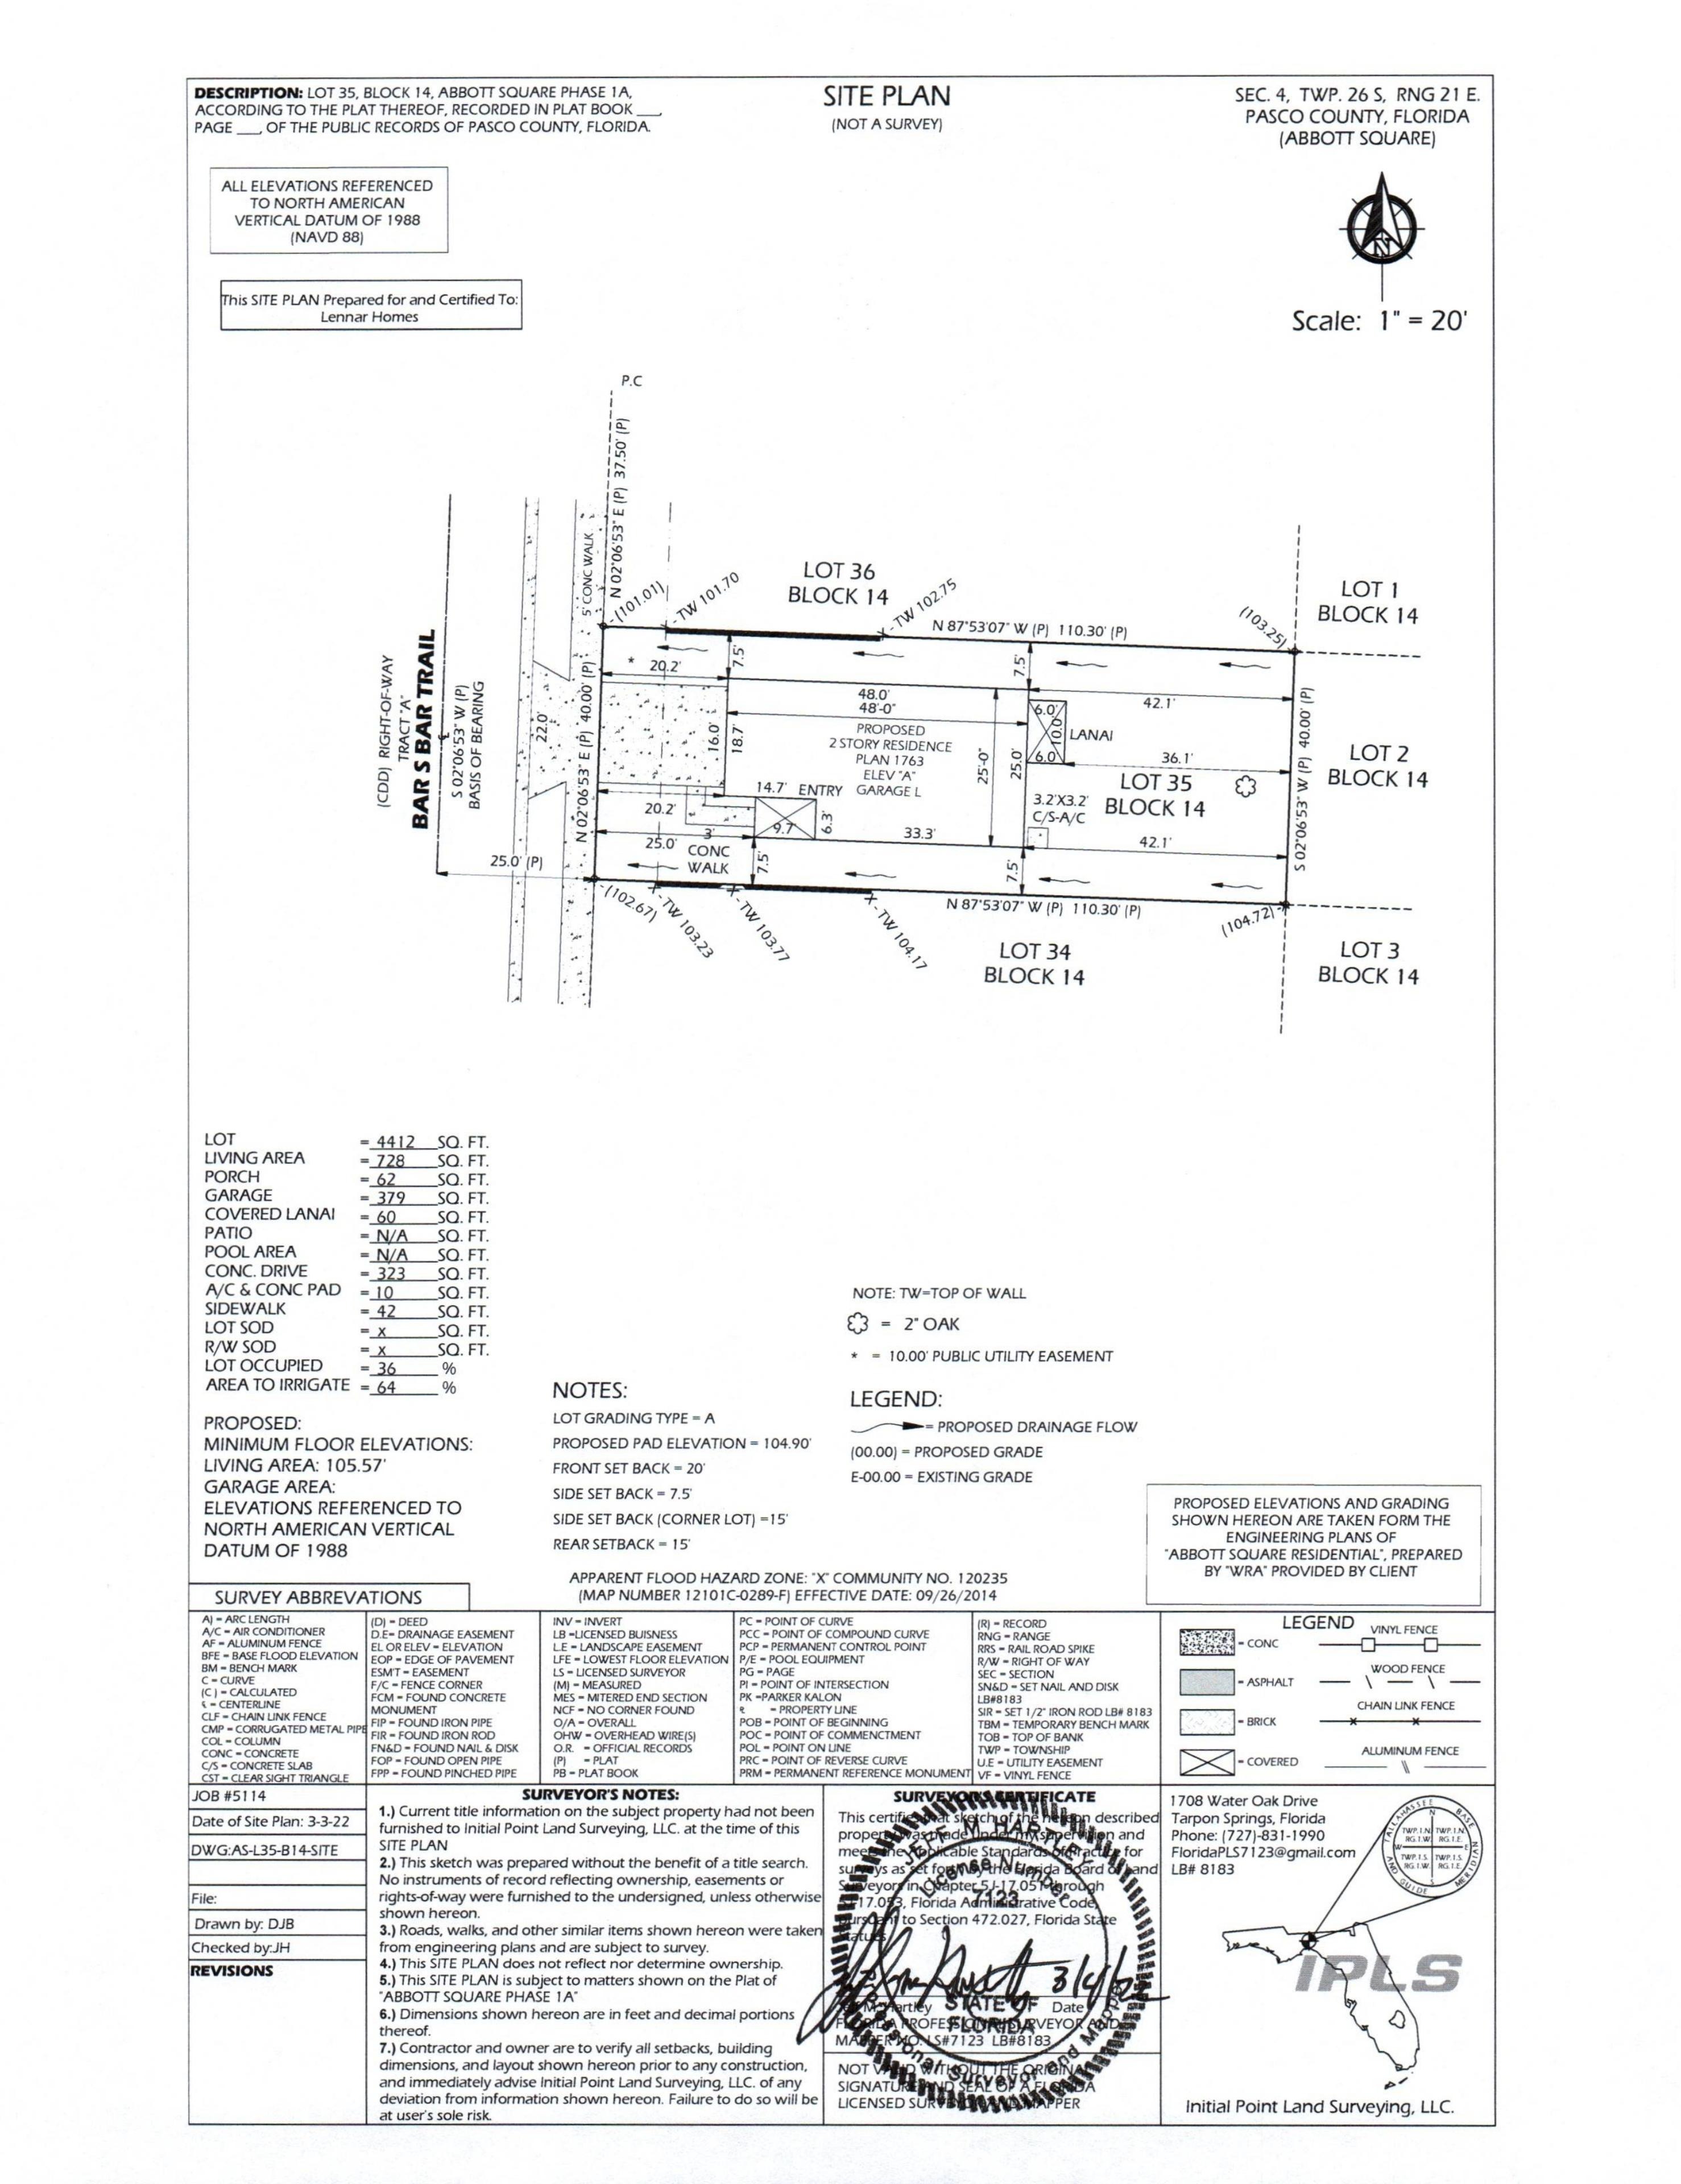 DESCRIPTION: LOT 35, BLOCK 14, ABBOTT SQUARE PHASE 1A,
ACCORDING TO THE PLAT THEREOF, RECORDED IN PLAT BOOK ___,
PAGE ___, OF THE PUBLIC RECORDS OF PASCO COUNTY, FLORIDA.
SITE PLAN
(NOT A SURVEY)
SEC. 4, TWP. 26 S, RNG 21 E.
PASCO COUNTY, FLORIDA
(ABBOTT SQUARE)
ALL ELEVATIONS REFERENCED
TO NORTH AMERICAN
VERTICAL DATUM OF 1988
(NAVD 88)
This SITE PLAN Prepared for and Certified To:
Lennar Homes
N
Scale: 1" = 20'
P.C
N 02°06'53" E (P) 37.50' (P)
5' CONC WALK
(101.01)
TW 101.70
LOT 36
BLOCK 14
TW 102.75
N 87°53'07" W (P) 110.30' (P)
(103.25)
LOT 1
BLOCK 14
(CDD) RIGHT-OF-WAY
TRACT "A"
BAR S BAR TRAIL
S 02°06'53" W (P)
BASIS OF BEARING
22.0'
N 02°06'53" E (P) 40.00' (P)
* 20.2'
7.5'
7.5'
48.0'
48'-0"
42.1'
16.0'
18.7'
PROPOSED
2 STORY RESIDENCE
PLAN 1763
ELEV "A"
GARAGE L
25'-0"
25.0'
6.0'
10.0'
6.0'
LANAI
36.1'
LOT 35
BLOCK 14
LOT 2
BLOCK 14
S 02°06'53" W (P) 40.00' (P)
14.7' ENTRY
20.2'
9.7'
6.3'
3.2'X3.2'
C/S-A/C
33.3'
42.1'
25.0'
3'
CONC
WALK
7.5'
7.5'
25.0' (P)
(102.67)
TW 103.23
TW 103.77
TW 104.17
N 87°53'07" W (P) 110.30' (P)
(104.72)
LOT 34
BLOCK 14
LOT 3
BLOCK 14
LOT = 4412 SQ. FT.
LIVING AREA = 728 SQ. FT.
PORCH = 62 SQ. FT.
GARAGE = 379 SQ. FT.
COVERED LANAI = 60 SQ. FT.
PATIO = N/A SQ. FT.
POOL AREA = N/A SQ. FT.
CONC. DRIVE = 323 SQ. FT.
A/C & CONC PAD = 10 SQ. FT.
SIDEWALK = 42 SQ. FT.
LOT SOD = x SQ. FT.
R/W SOD = x SQ. FT.
LOT OCCUPIED = 36 %
AREA TO IRRIGATE = 64 %
PROPOSED:
MINIMUM FLOOR ELEVATIONS:
LIVING AREA: 105.57'
GARAGE AREA:
ELEVATIONS REFERENCED TO
NORTH AMERICAN VERTICAL
DATUM OF 1988
NOTES:
LOT GRADING TYPE = A
PROPOSED PAD ELEVATION = 104.90'
FRONT SET BACK = 20'
SIDE SET BACK = 7.5'
SIDE SET BACK (CORNER LOT) =15'
REAR SETBACK = 15'
NOTE: TW=TOP OF WALL
= 2" OAK
* = 10.00' PUBLIC UTILITY EASEMENT
LEGEND:
= PROPOSED DRAINAGE FLOW
(00.00) = PROPOSED GRADE
E-00.00 = EXISTING GRADE
PROPOSED ELEVATIONS AND GRADING
SHOWN HEREON ARE TAKEN FORM THE
ENGINEERING PLANS OF
"ABBOTT SQUARE RESIDENTIAL", PREPARED
BY "WRA" PROVIDED BY CLIENT
APPARENT FLOOD HAZARD ZONE: "X" COMMUNITY NO. 120235
(MAP NUMBER 12101C-0289-F) EFFECTIVE DATE: 09/26/2014
SURVEY ABBREVATIONS
A) = ARC LENGTH
A/C = AIR CONDITIONER
AF = ALUMINUM FENCE
BFE = BASE FLOOD ELEVATION
BM = BENCH MARK
C = CURVE
(C) = CALCULATED
℄ = CENTERLINE
CLF = CHAIN LINK FENCE
CMP = CORRUGATED METAL PIPE
COL = COLUMN
CONC = CONCRETE
C/S = CONCRETE SLAB
CST = CLEAR SIGHT TRIANGLE
(D) = DEED
D.E= DRAINAGE EASEMENT
EL OR ELEV = ELEVATION
EOP = EDGE OF PAVEMENT
ESM'T = EASEMENT
F/C = FENCE CORNER
FCM = FOUND CONCRETE
MONUMENT
FIP = FOUND IRON PIPE
FIR = FOUND IRON ROD
FN&D = FOUND NAIL & DISK
FOP = FOUND OPEN PIPE
FPP = FOUND PINCHED PIPE
INV = INVERT
LB =LICENSED BUISNESS
L.E = LANDSCAPE EASEMENT
LFE = LOWEST FLOOR ELEVATION
LS = LICENSED SURVEYOR
(M) = MEASURED
MES = MITERED END SECTION
NCF = NO CORNER FOUND
O/A = OVERALL
OHW = OVERHEAD WIRE(S)
O.R. = OFFICIAL RECORDS
(P) = PLAT
PB = PLAT BOOK
PC = POINT OF CURVE
PCC = POINT OF COMPOUND CURVE
PCP = PERMANENT CONTROL POINT
P/E = POOL EQUIPMENT
PG = PAGE
PI = POINT OF INTERSECTION
PK =PARKER KALON
= PROPERTY LINE
POB = POINT OF BEGINNING
POC = POINT OF COMMENCTMENT
POL = POINT ON LINE
PRC = POINT OF REVERSE CURVE
PRM = PERMANENT REFERENCE MONUMENT
(R) = RECORD
RNG = RANGE
RRS = RAIL ROAD SPIKE
R/W = RIGHT OF WAY
SEC = SECTION
SN&D = SET NAIL AND DISK
LB#8183
SIR = SET 1/2" IRON ROD LB# 8183
TBM = TEMPORARY BENCH MARK
TOB = TOP OF BANK
TWP = TOWNSHIP
U.E = UTILITY EASEMENT
VF = VINYL FENCE
LEGEND
= CONC
= ASPHALT
= BRICK
= COVERED
VINYL FENCE
WOOD FENCE
CHAIN LINK FENCE
ALUMINUM FENCE
JOB #5114
Date of Site Plan: 3-3-22
DWG:AS-L35-B14-SITE
File:
Drawn by: DJB
Checked by:JH
REVISIONS
SURVEYOR'S NOTES:
1.) Current title information on the subject property had not been
furnished to Initial Point Land Surveying, LLC. at the time of this
SITE PLAN
2.) This sketch was prepared without the benefit of a title search.
No instruments of record reflecting ownership, easements or
rights-of-way were furnished to the undersigned, unless otherwise
shown hereon.
3.) Roads, walks, and other similar items shown hereon were taken
from engineering plans and are subject to survey.
4.) This SITE PLAN does not reflect nor determine ownership.
5.) This SITE PLAN is subject to matters shown on the Plat of
"ABBOTT SQUARE PHASE 1A"
6.) Dimensions shown hereon are in feet and decimal portions
thereof.
7.) Contractor and owner are to verify all setbacks, building
dimensions, and layout shown hereon prior to any construction,
and immediately advise Initial Point Land Surveying, LLC. of any
deviation from information shown hereon. Failure to do so will be
at user's sole risk.
SURVEYOR'S CERTIFICATE
This certifies that sketch of the hereon described
property was made under my supervision and
meets the Applicable Standards of Practice for
surveys as set forth by the Florida Board of Land
Surveyors in Chapter 5J-17.051 through
5J-17.053, Florida Administrative Code,
pursuant to Section 472.027, Florida State
Statues
JEFF M. HARTLEY
License Number
7123
STATE OF
FLORIDA
Professional Surveyor and Mapper
3/4/22
Jeff M. Hartley Date
FLORIDA PROFESSIONAL SURVEYOR AND
MAPPER NO. LS#7123 LB#8183
NOT VALID WITHOUT THE ORIGINAL
SIGNATURE AND SEAL OF A FLORIDA
LICENSED SURVEYOR AND MAPPER
1708 Water Oak Drive
Tarpon Springs, Florida
Phone: (727)-831-1990
FloridaPLS7123@gmail.com
LB# 8183
TALLAHASSEE BASE
MERIDIAN AND GUIDE
N
W
E
S
TWP.1.N. RG.1.W.
TWP.1.N. RG.1.E.
TWP.1.S. RG.1.W.
TWP.1.S. RG.1.E.
IPLS
Initial Point Land Surveying, LLC.